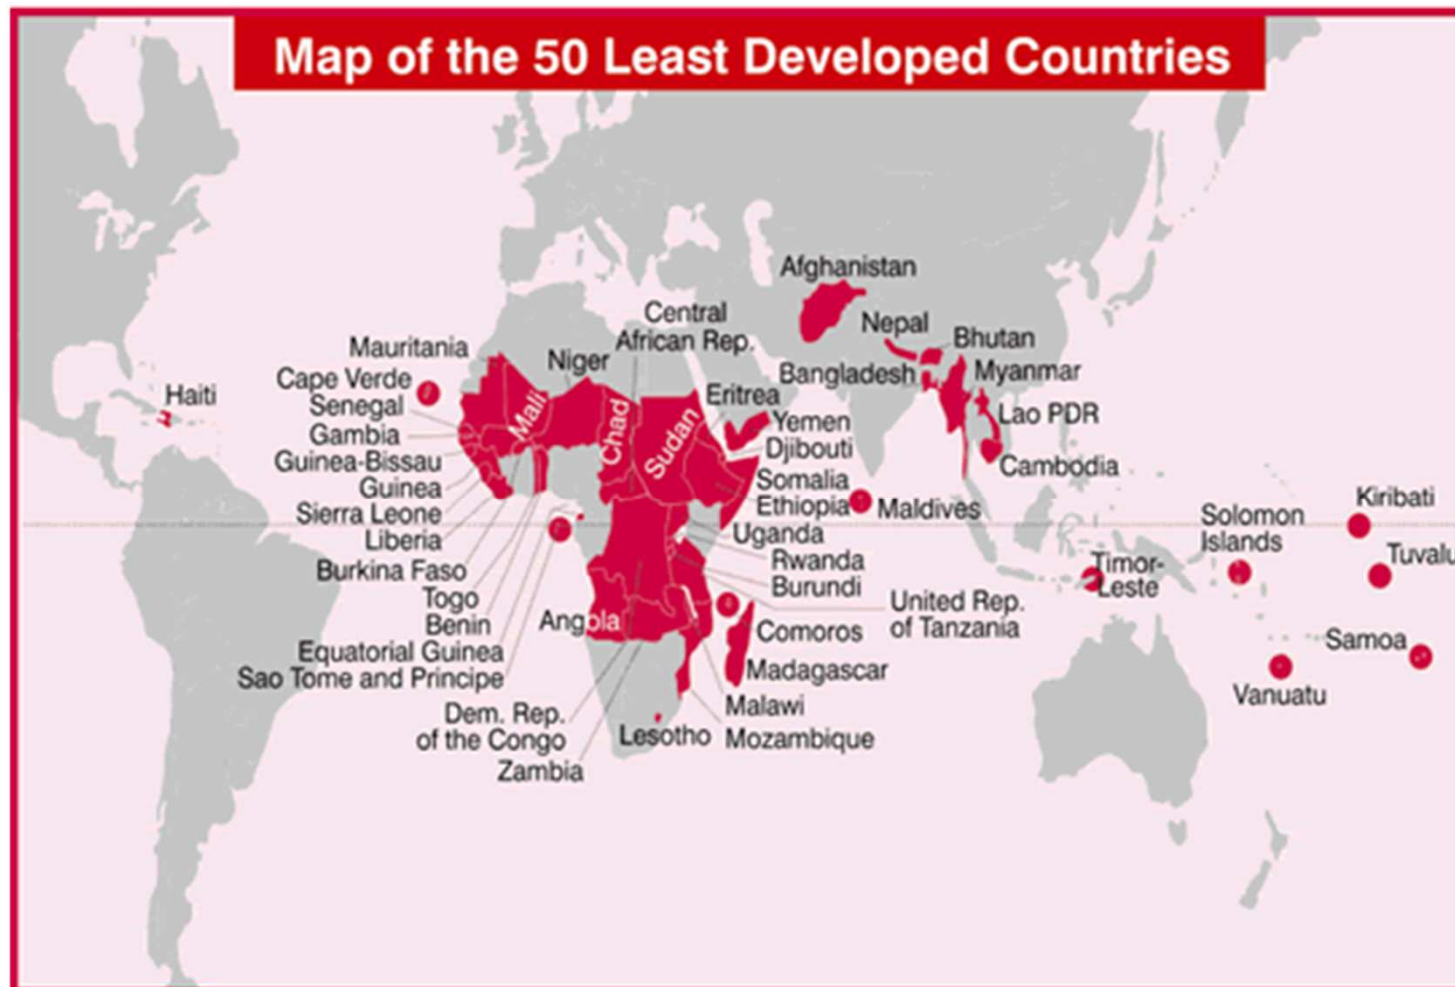 Map of the 50 Least Developed Countries
Afghanistan
Nepal
Bhutan
Bangladesh
Myanmar
Lao PDR
Cambodia
Central
African Rep.
Mauritania
Niger
Cape Verde
Haiti
Senegal
Mali
Chad
Sudan
Eritrea
Yemen
Djibouti
Gambia
Guinea-Bissau
Guinea
Sierra Leone
Liberia
Somalia
Ethiopia
Maldives
Uganda
Rwanda
Burundi
Burkina Faso
Togo
Benin
Equatorial Guinea
Sao Tome and Principe
Angola
United Rep.
of Tanzania
Comoros
Madagascar
Malawi
Mozambique
Dem. Rep.
of the Congo
Zambia
Lesotho
Kiribati
Solomon
Islands
Timor-
Leste
Tuvalu
Samoa
Vanuatu